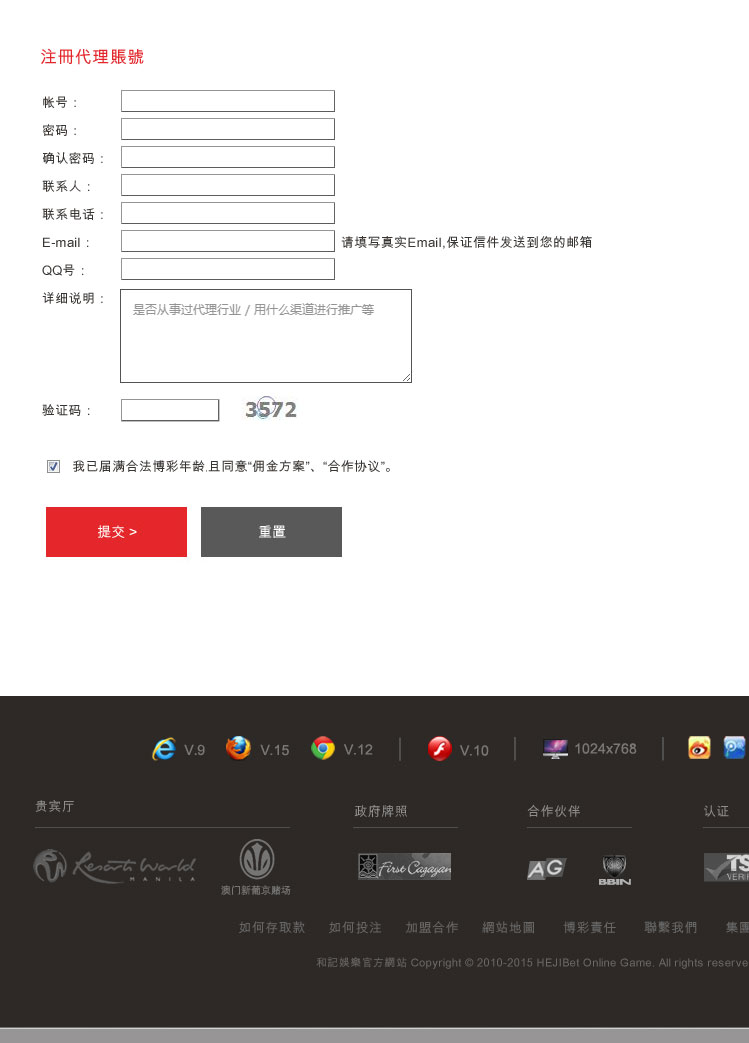 注冊代理賬號
帐号：
密码：
确认密码：
联系人：
联系电话：
E-mail： 请填写真实Email,保证信件发送到您的邮箱
QQ号：
详细说明： 是否从事过代理行业 / 用什么渠道进行推广等
验证码： 3572
我已届满合法博彩年龄,且同意“佣金方案”、“合作协议”。
提交 > 重置
V.9 V.15 V.12 V.10 1024x768
贵宾厅 政府牌照 合作伙伴 认证
Resorts World MANILA 澳门新葡京赌场 First Cagayan AG BBIN TS VERI
如何存取款 如何投注 加盟合作 網站地圖 博彩責任 聯繫我們 集團
和記娛樂官方網站 Copyright © 2010-2015 HEJIBet Online Game. All rights reserve